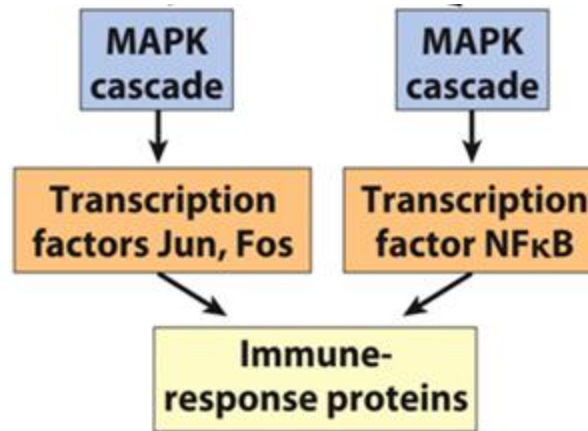 MAPK
cascade
MAPK
cascade
Transcription
factors Jun, Fos
Transcription
factor NFκB
Immune-
response proteins